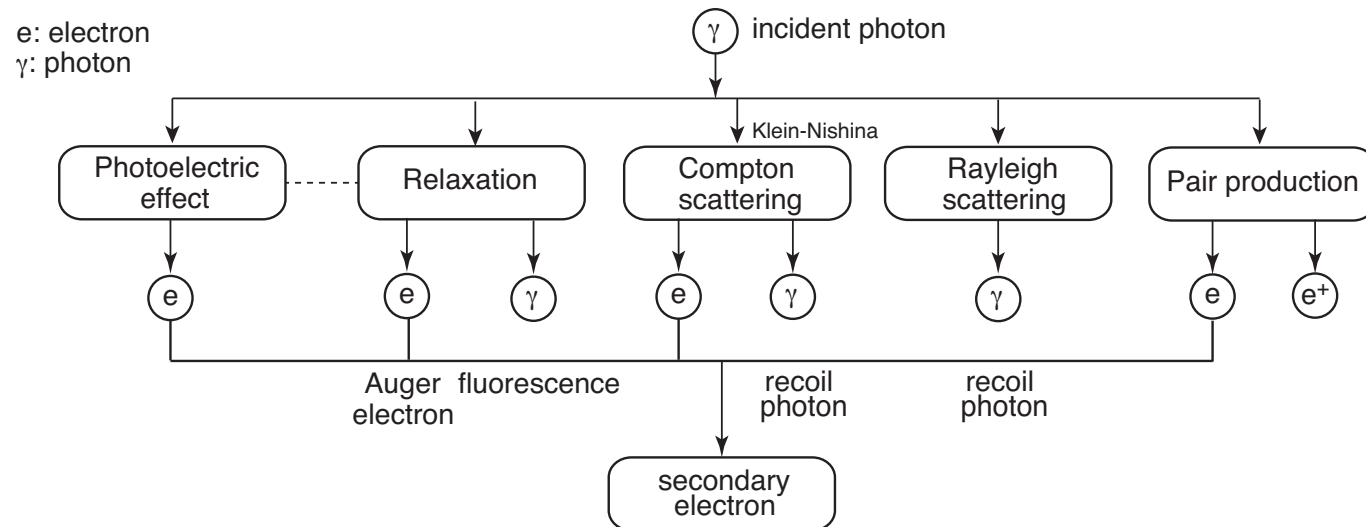 e: electron
γ: photon
γ incident photon
Klein-Nishina
Photoelectric
effect
Relaxation
Compton
scattering
Rayleigh
scattering
Pair production
e
e
γ
e
γ
γ
e
e+
Auger
electron
fluorescence
recoil
photon
recoil
photon
secondary
electron